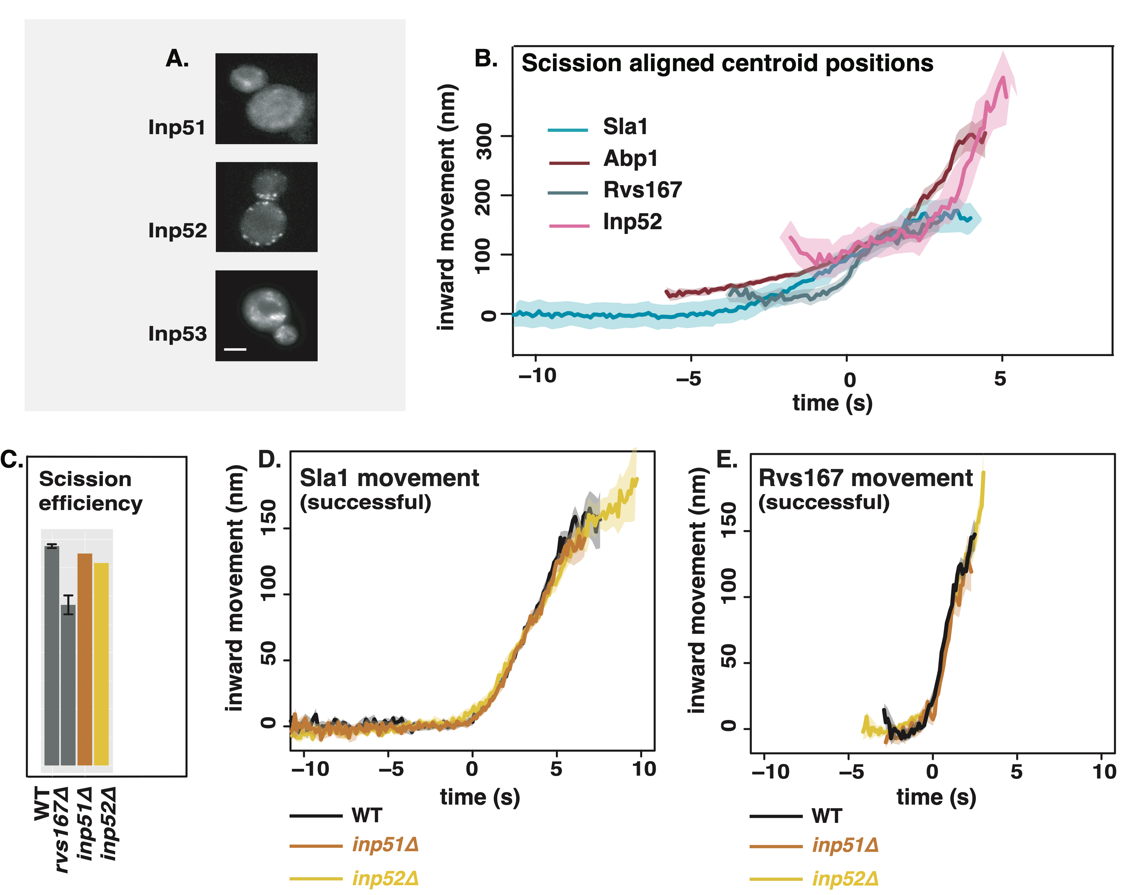 A.
Inp51
Inp52
Inp53
B.
Scission aligned centroid positions
Sla1
Abp1
Rvs167
Inp52
inward movement (nm)
0
100
200
300
−10
−5
0
5
time (s)
C.
Scission
efficiency
WT
rvs167Δ
inp51Δ
inp52Δ
D.
Sla1 movement
(successful)
inward movement (nm)
0
50
100
150
−10
−5
0
5
10
time (s)
WT
inp51Δ
inp52Δ
E.
Rvs167 movement
(successful)
inward movement (nm)
0
50
100
150
−10
−5
0
5
10
time (s)
WT
inp51Δ
inp52Δ